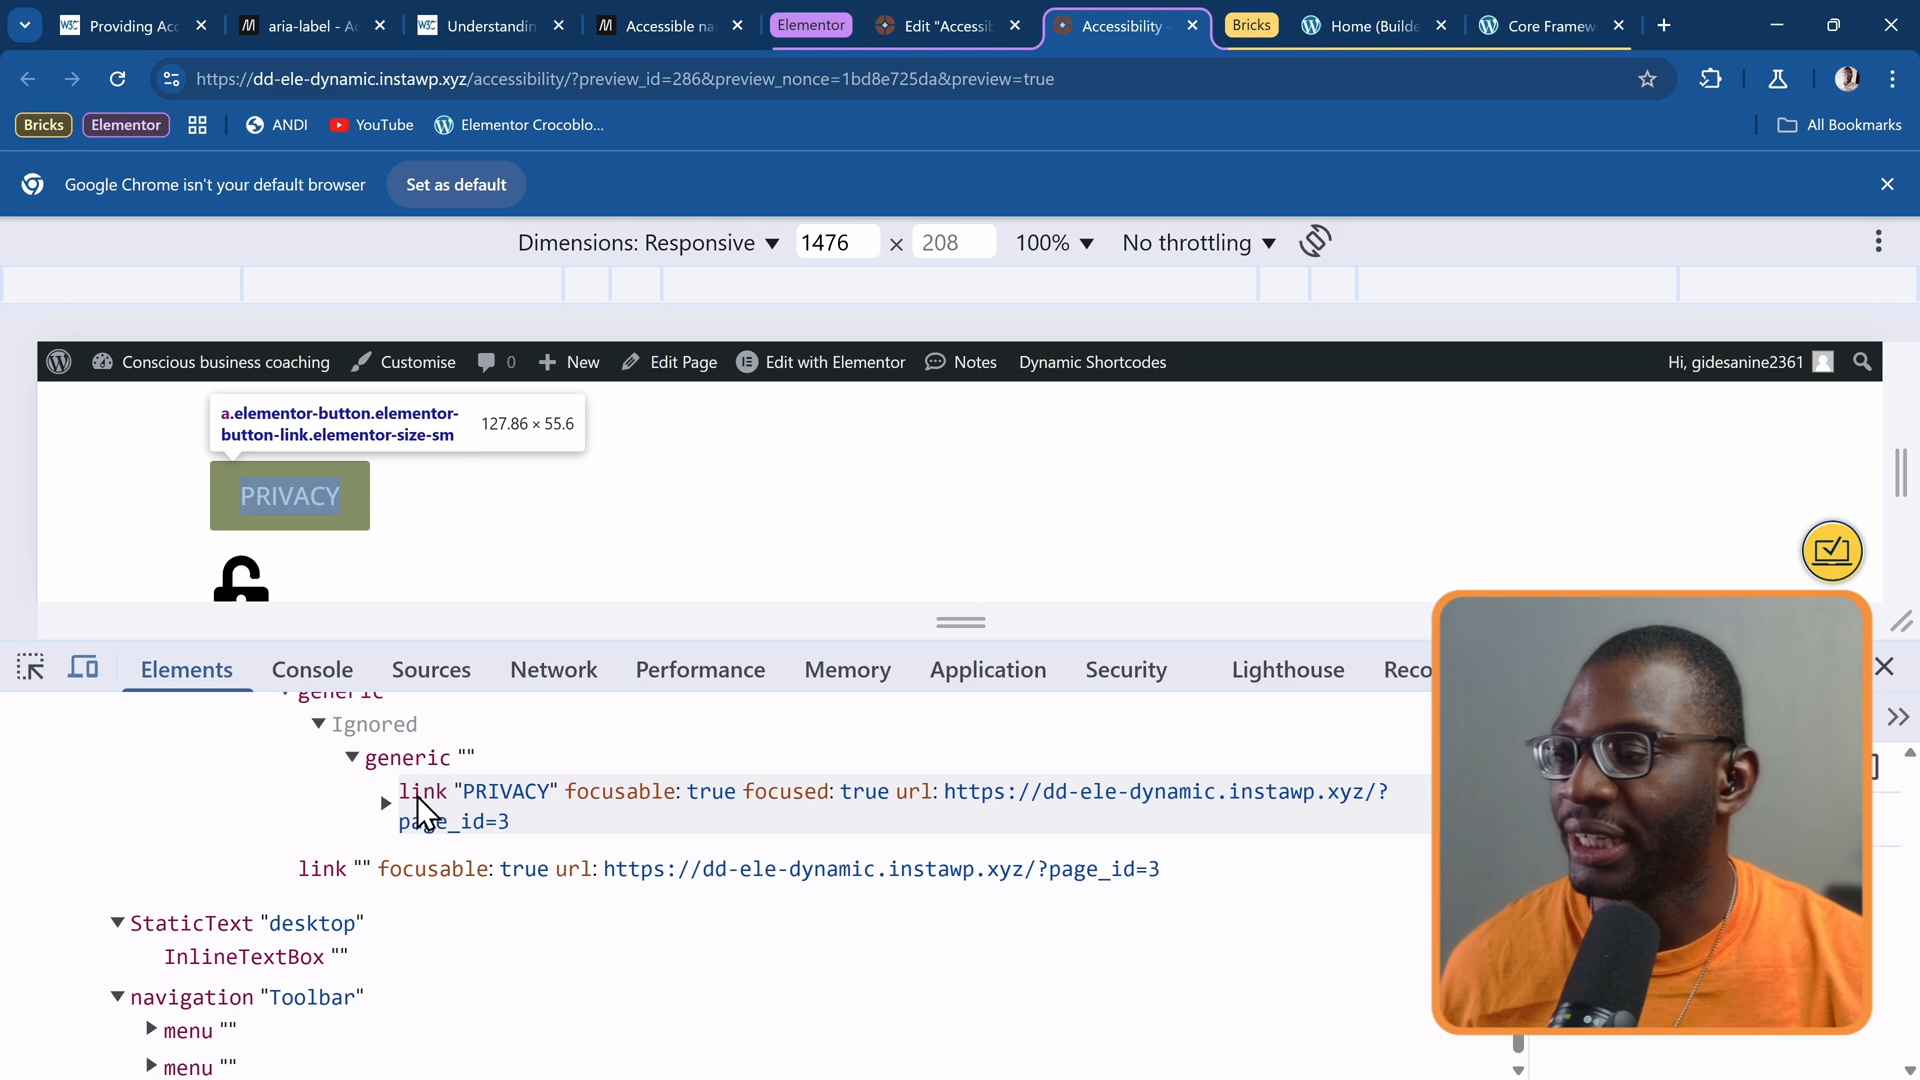 Providing Acc
aria-label - Ac
Understandin
Accessible na
Elementor
Edit "Accessib
Accessibility -
Bricks
Home (Builde
Core Framew
https://dd-ele-dynamic.instawp.xyz/accessibility/?preview_id=286&preview_nonce=1bd8e725da&preview=true
Bricks
Elementor
ANDI
YouTube
Elementor Crocoblo...
All Bookmarks
Google Chrome isn't your default browser
Set as default
Dimensions: Responsive 1476 × 208 100% No throttling
Conscious business coaching Customise 0 New Edit Page Edit with Elementor Notes Dynamic Shortcodes Hi, gidesanine2361
a.elementor-button.elementor-
button-link.elementor-size-sm
127.86 × 55.6
PRIVACY
Elements Console Sources Network Performance Memory Application Security Lighthouse Reco
generic
Ignored
generic ""
link "PRIVACY" focusable: true focused: true url: https://dd-ele-dynamic.instawp.xyz/?
page_id=3
link "" focusable: true url: https://dd-ele-dynamic.instawp.xyz/?page_id=3
StaticText "desktop"
InlineTextBox ""
navigation "Toolbar"
menu ""
menu ""